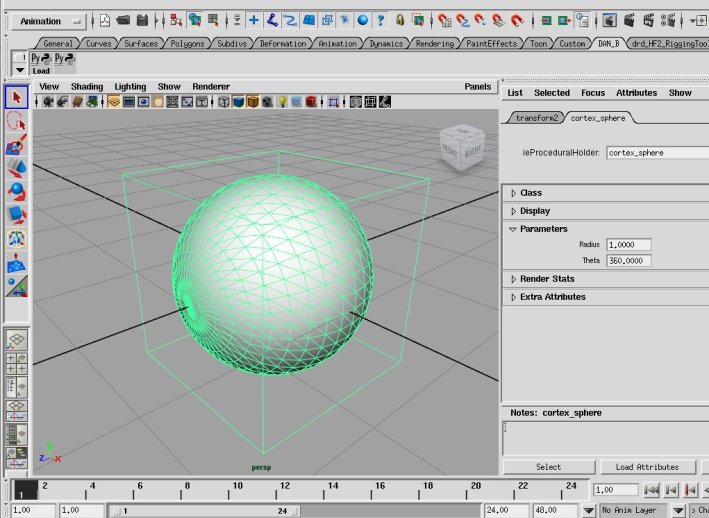 Animation
General Curves Surfaces Polygons Subdivs Deformation Animation Dynamics Rendering PaintEffects Toon Custom DAN_B drd_HF2_RiggingTool
Py Py
Load
View Shading Lighting Show Renderer Panels
List Selected Focus Attributes Show
transform2 cortex_sphere
FRONT RIGHT
ieProceduralHolder: cortex_sphere
Class
Display
Parameters
Radius 1.0000
Theta 360.0000
Render Stats
Extra Attributes
Notes: cortex_sphere
y
z x
persp
Select Load Attributes
1 2 4 6 8 10 12 14 16 18 20 22 24 1.00
1.00 1.00 1 24 24.00 48.00 No Anim Layer